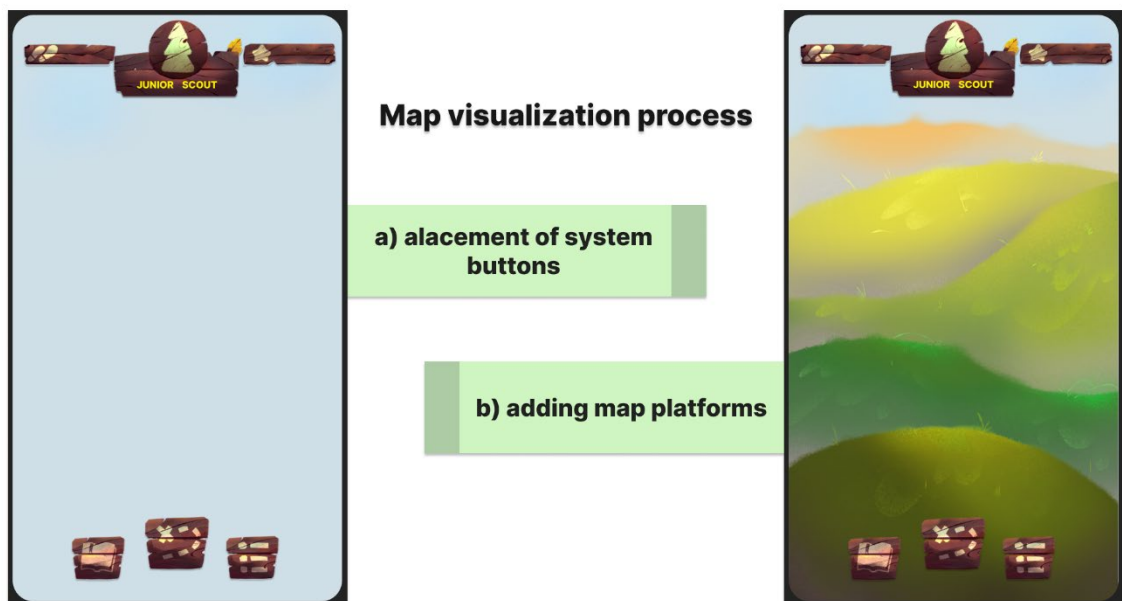 JUNIOR SCOUT
JUNIOR SCOUT
Map visualization process
a) alacement of system
buttons
b) adding map platforms